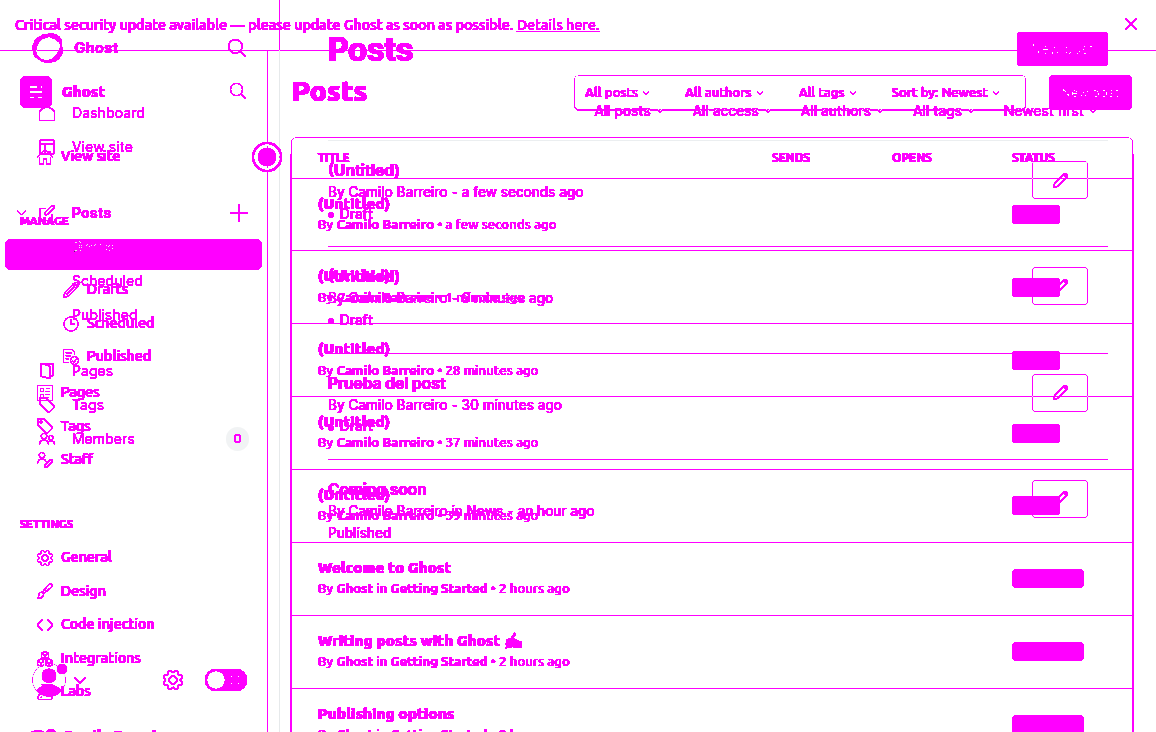 Critical security update available — please update Ghost as soon as possible. Details here.
Ghost
Posts
Ghost
Posts
All posts
All authors
All tags
Sort by: Newest
New post
All posts
All access
All authors
All tags
Newest first
Dashboard
View site
View site
TITLE
SENDS
OPENS
STATUS
(Untitled)
By Camilo Barreiro - a few seconds ago
• Draft
(Untitled)
By Camilo Barreiro • a few seconds ago
Posts
MANAGE
Scheduled
Drafts
Published
Scheduled
Published
Pages
Pages
Tags
Tags
Members
0
Staff
(Untitled)
• Draft
(Untitled)
By Camilo Barreiro • 28 minutes ago
Prueba del post
By Camilo Barreiro - 30 minutes ago
• Draft
(Untitled)
By Camilo Barreiro • 37 minutes ago
Coming soon
(Untitled)
By Camilo Barreiro in News - an hour ago
By Camilo Barreiro • 39 minutes ago
Published
SETTINGS
General
Design
Code injection
Integrations
Labs
Welcome to Ghost
By Ghost in Getting Started • 2 hours ago
Writing posts with Ghost ✍️
By Ghost in Getting Started • 2 hours ago
Publishing options